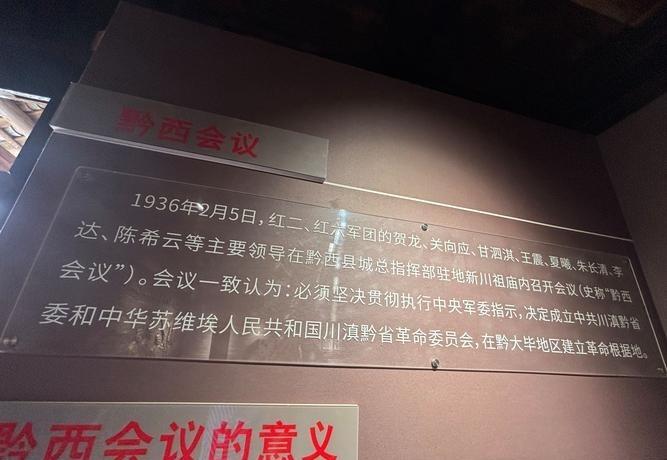 黔西会议
1936年2月5日，红二、红六军团的贺龙、关向应、甘泗淇、王震、夏曦、朱长清、李
达、陈希云等主要领导在黔西县城总指挥部驻地新川祖庙内召开会议（史称“黔西
会议”）。会议一致认为：必须坚决贯彻执行中央军委指示，决定成立中共川滇黔省
委和中华苏维埃人民共和国川滇黔省革命委员会，在黔大毕地区建立革命根据地。
黔西会议的意义